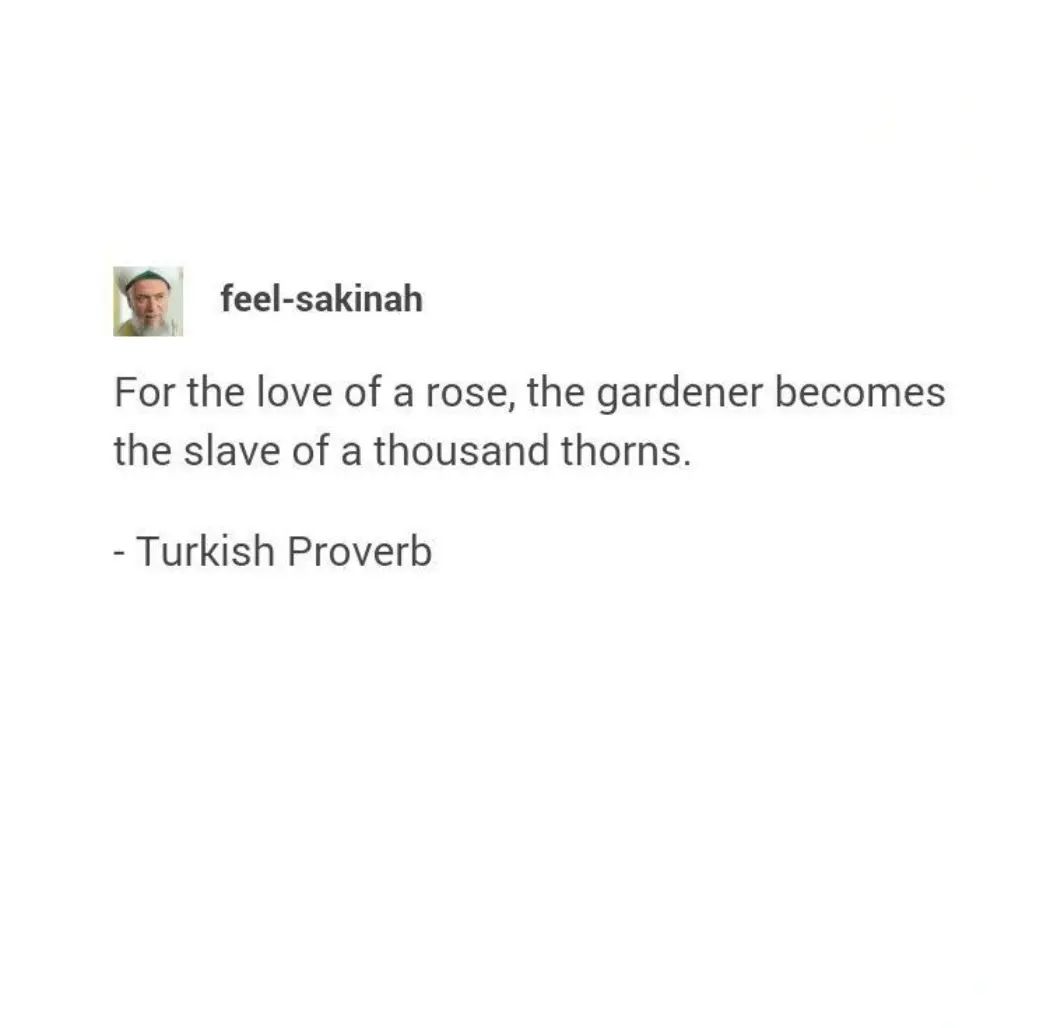 feel-sakinah
For the love of a rose, the gardener becomes
the slave of a thousand thorns.
- Turkish Proverb